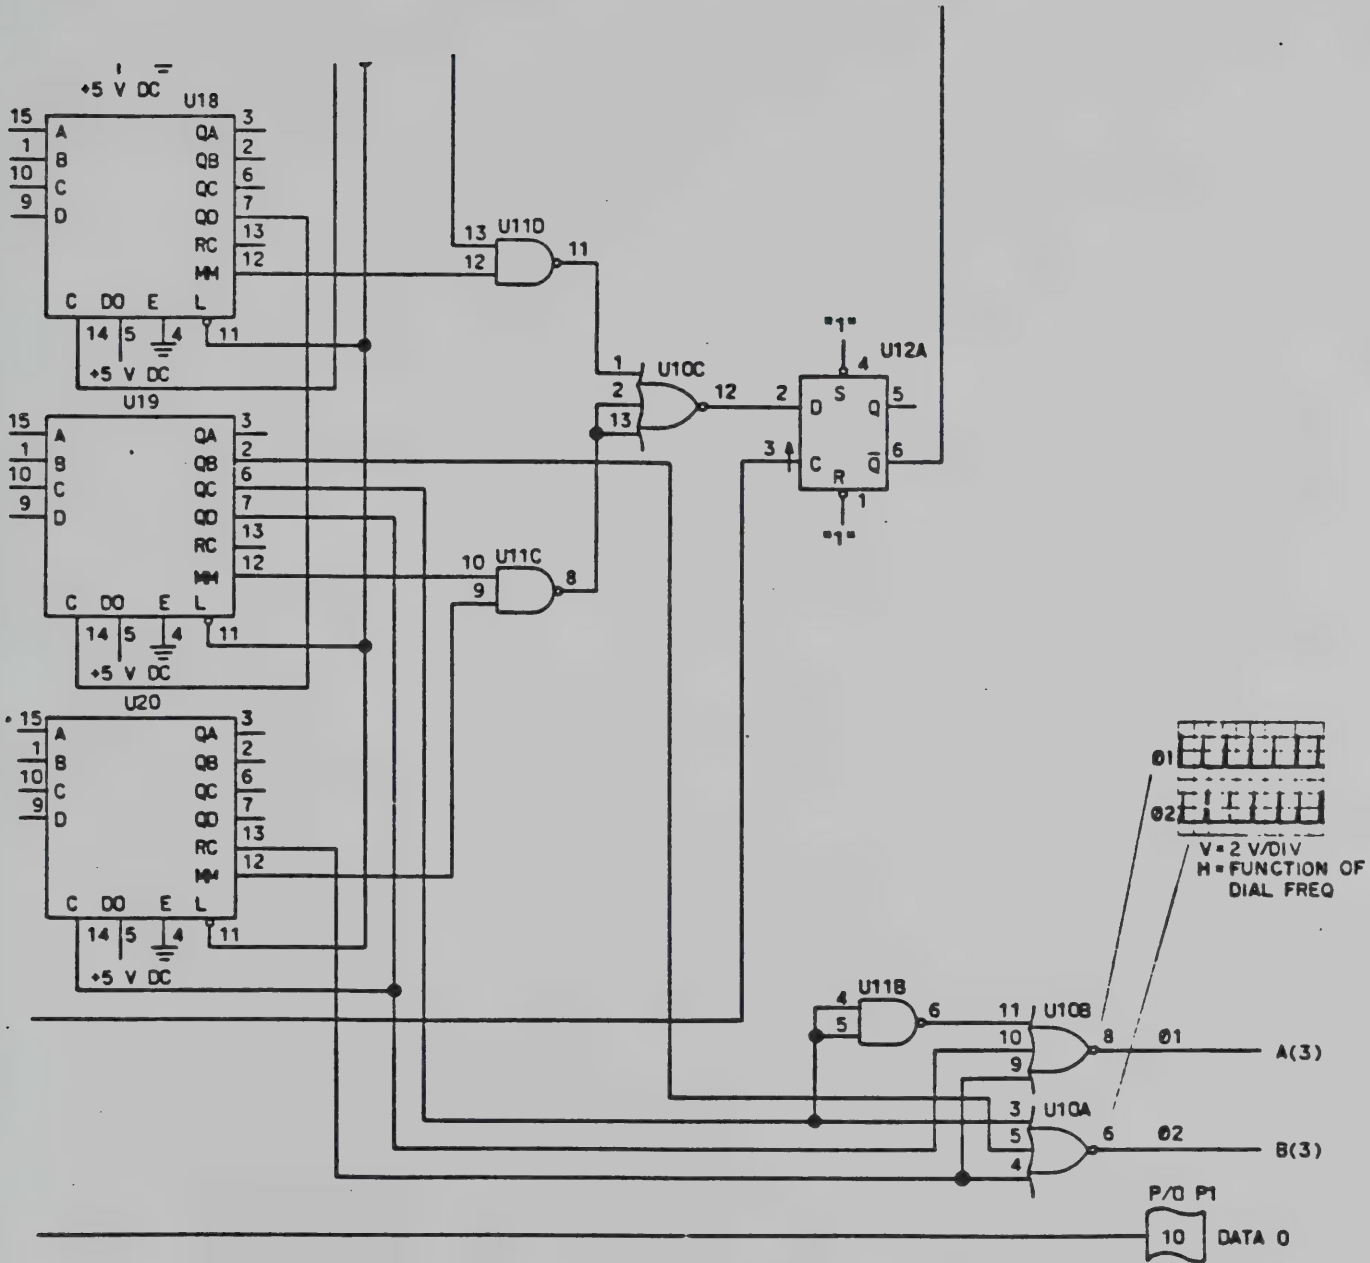 +5 V DC
U18
15 A QA 3
1 B QB 2
10 C QC 6
9 D QD 7
RC 13
MM 12
C DO E L
14 5 4 11
+5 V DC
U11D
13
12
11
U19
15 A QA 3
1 B QB 2
10 C QC 6
9 D QD 7
RC 13
MM 12
C DO E L
14 5 4 11
+5 V DC
U11C
10
9
8
U10C
1
2
13
12
"1"
4
U12A
2 D S Q 5
3 C R Q̅ 6
1
"1"
U20
15 A QA 3
1 B QB 2
10 C QC 6
9 D QD 7
RC 13
MM 12
C DO E L
14 5 4 11
+5 V DC
Ø1
Ø2
V = 2 V/DIV
H = FUNCTION OF
DIAL FREQ
U11B
4
5
6
U10B
11
10
9
8 Ø1 A(3)
U10A
3
5
4
6 Ø2 B(3)
P/O P1
10 DATA 0